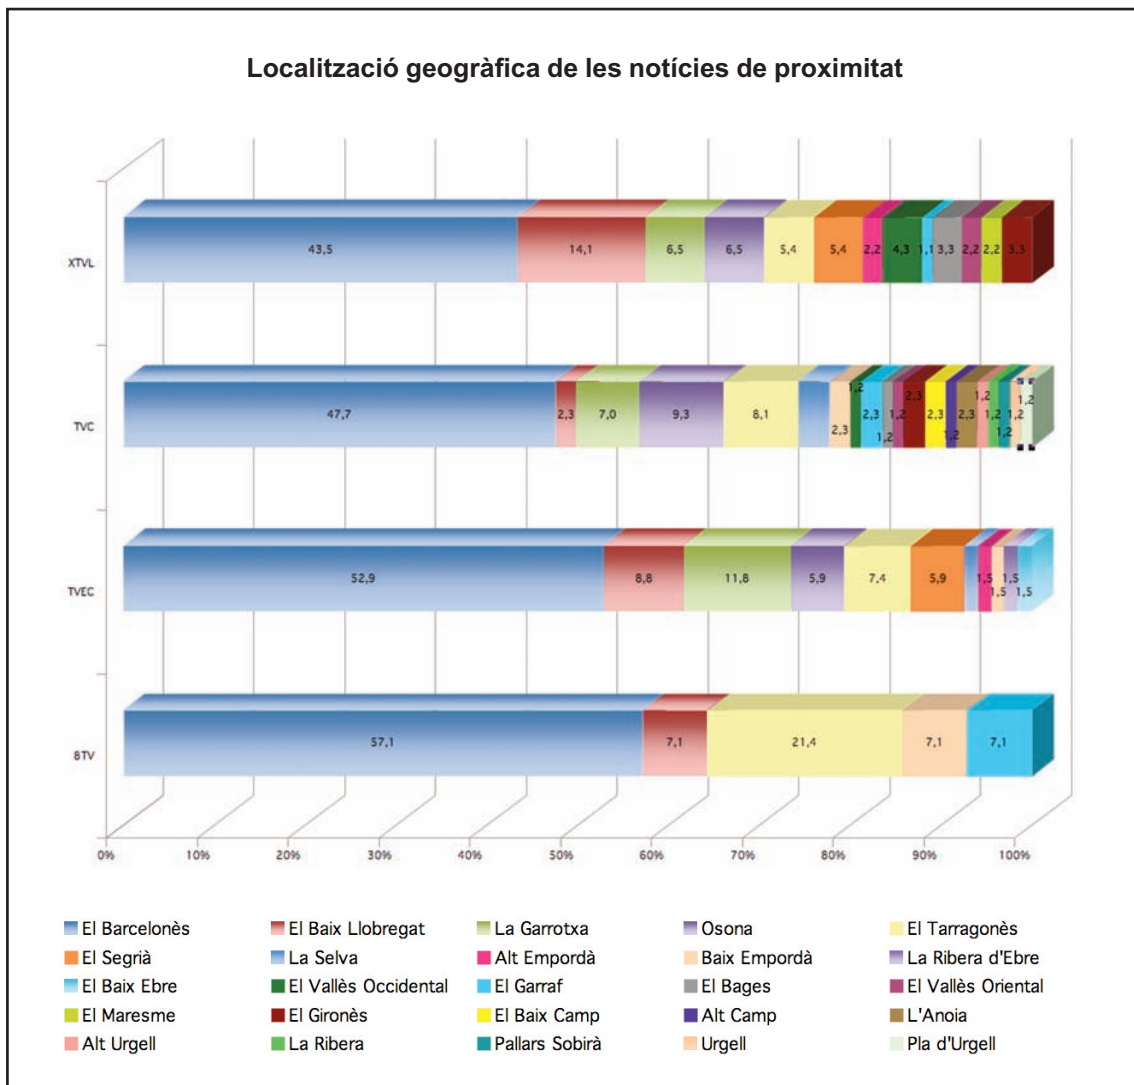 Localització geogràfica de les notícies de proximitat
XTVL
43,5 14,1 6,5 6,5 5,4 5,4 2,2 4,3 1,1 3,3 2,2 2,2 3,3
TVC
47,7 2,3 7,0 9,3 8,1 2,3 1,2 2,3 1,2 1,2 2,3 2,3 1,2 2,3 1,2 1,2 1,2 1,2 1,2
TVEC
52,9 8,8 11,8 5,9 7,4 5,9 1,5 1,5 1,5 1,5
8TV
57,1 7,1 21,4 7,1 7,1
0% 10% 20% 30% 40% 50% 60% 70% 80% 90% 100%
El Barcelonès El Baix Llobregat La Garrotxa Osona El Tarragonès
El Segrià La Selva Alt Empordà Baix Empordà La Ribera d'Ebre
El Baix Ebre El Vallès Occidental El Garraf El Bages El Vallès Oriental
El Maresme El Gironès El Baix Camp Alt Camp L'Anoia
Alt Urgell La Ribera Pallars Sobirà Urgell Pla d'Urgell